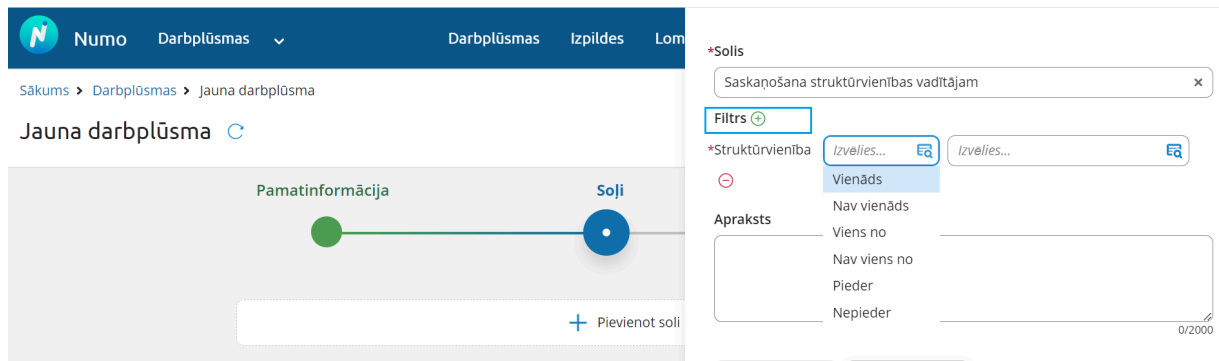 Numo Darbplūsmas Darbplūsmas Izpildes Lom
Sākums > Darbplūsmas > Jauna darbplūsma
Jauna darbplūsma
Pamatinformācija Soļi
+ Pievienot soli
*Solis
Saskaņošana struktūrvienības vadītājam ×
Filtrs
*Struktūrvienība Izvēlies... Izvēlies...
Vienāds
Nav vienāds
Apraksts
Viens no
Nav viens no
Pieder
Nepieder
0/2000